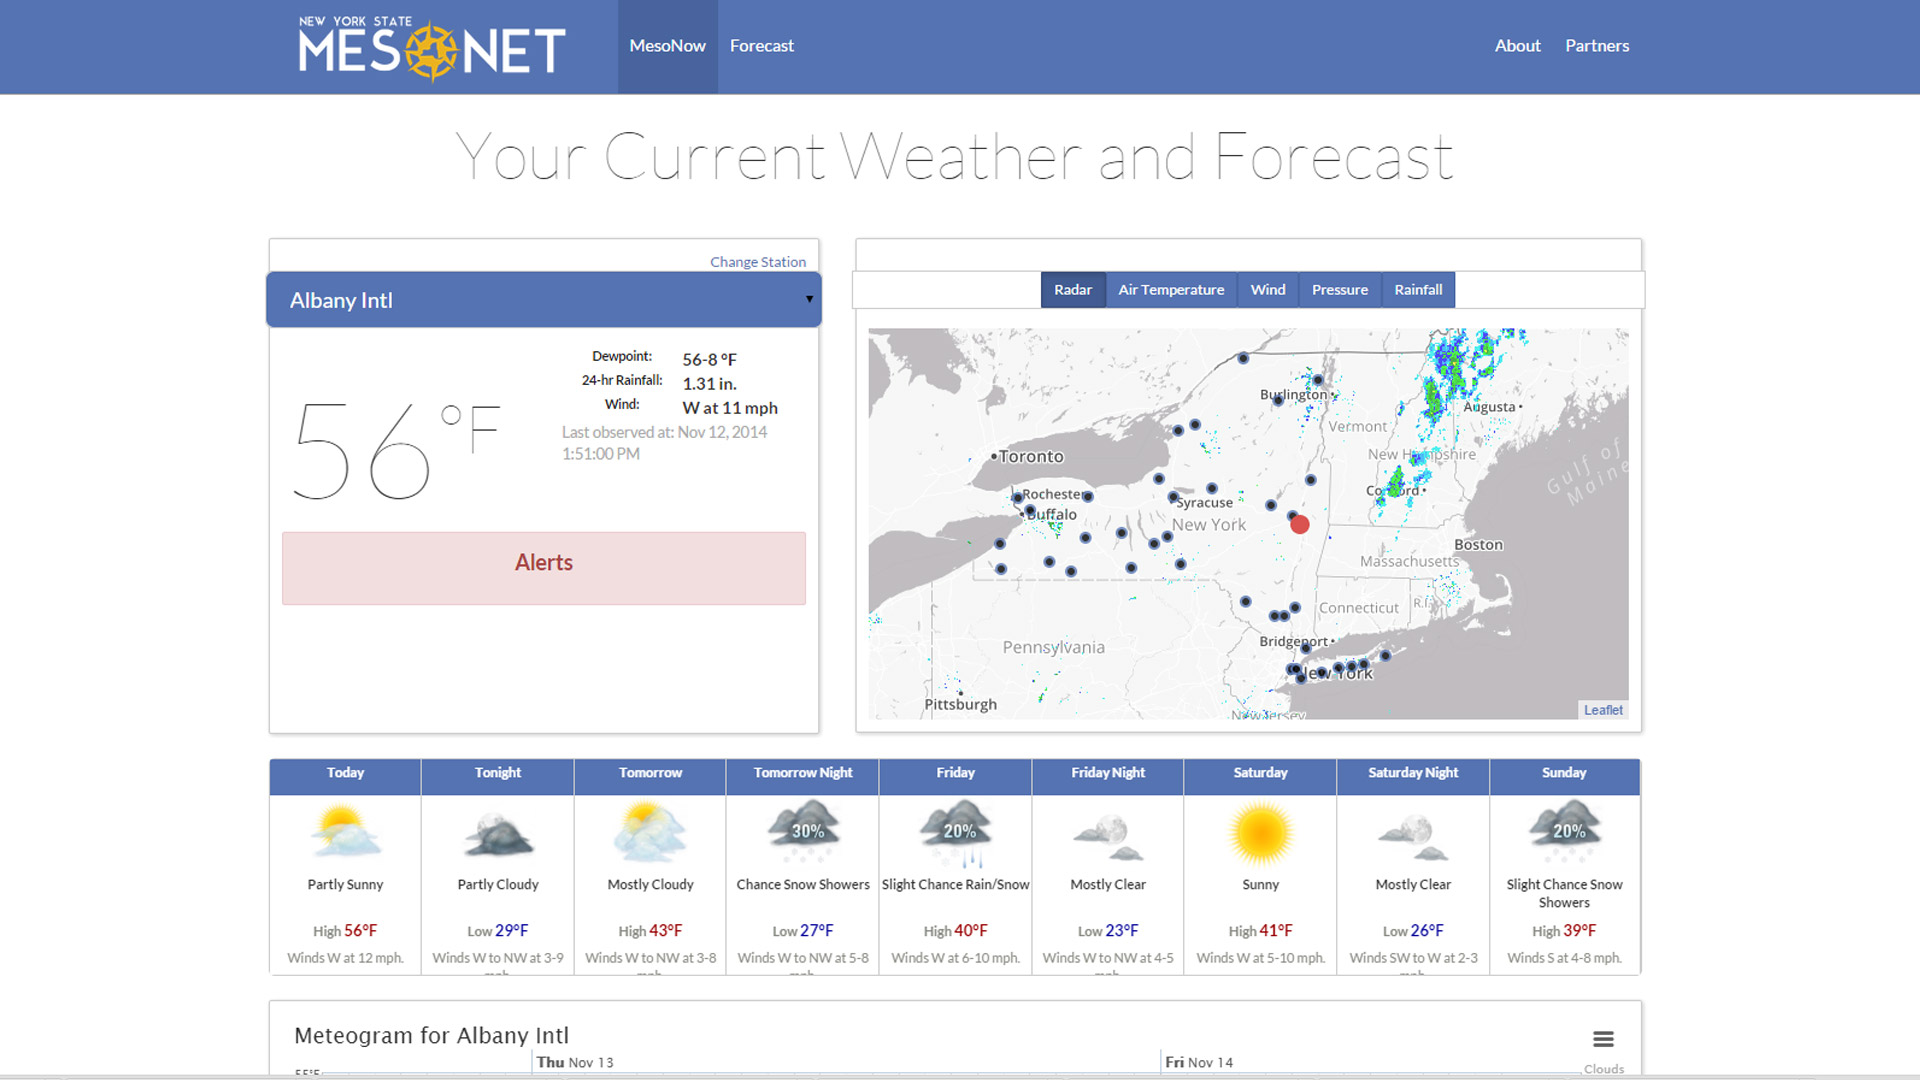 NEW YORK STATE
MESONET
MesoNow
Forecast
About
Partners
Your Current Weather and Forecast
Change Station
Albany Intl
56°F
Dewpoint: 56-8 °F
24-hr Rainfall: 1.31 in.
Wind: W at 11 mph
Last observed at: Nov 12, 2014
1:51:00 PM
Alerts
Radar
Air Temperature
Wind
Pressure
Rainfall
Burlington
Augusta
Vermont
New Hampshire
Toronto
Gulf of
Maine
Concord
Rochester
Syracuse
Buffalo
New York
Boston
Massachusetts
Connecticut
R.I.
Bridgeport
Pennsylvania
New York
Pittsburgh
New Jersey
Leaflet
Today
Tonight
Tomorrow
Tomorrow Night
Friday
Friday Night
Saturday
Saturday Night
Sunday
30%
20%
20%
Partly Sunny
Partly Cloudy
Mostly Cloudy
Chance Snow Showers
Slight Chance Rain/Snow
Mostly Clear
Sunny
Mostly Clear
Slight Chance Snow
Showers
High 56°F
Low 29°F
High 43°F
Low 27°F
High 40°F
Low 23°F
High 41°F
Low 26°F
High 39°F
Winds W at 12 mph.
Winds W to NW at 3-9
mph.
Winds W to NW at 3-8
mph.
Winds W to NW at 5-8
mph.
Winds W at 6-10 mph.
Winds W to NW at 4-5
mph.
Winds W at 5-10 mph.
Winds SW to W at 2-3
mph.
Winds S at 4-8 mph.
Meteogram for Albany Intl
Thu Nov 13
Fri Nov 14
55°F
Clouds